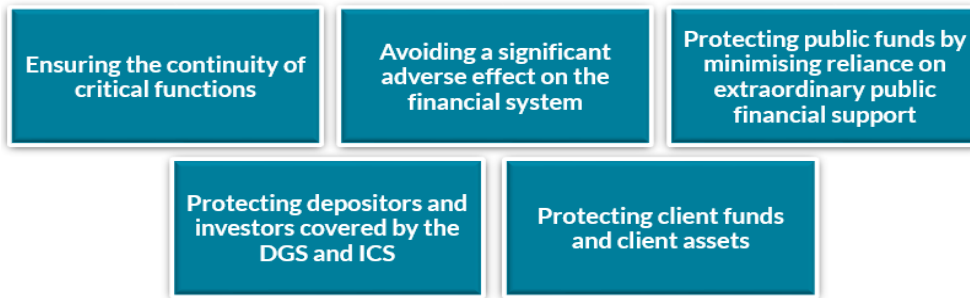 Ensuring the continuity of
critical functions
Avoiding a significant
adverse effect on the
financial system
Protecting public funds by
minimising reliance on
extraordinary public
financial support
Protecting depositors and
investors covered by the
DGS and ICS
Protecting client funds
and client assets